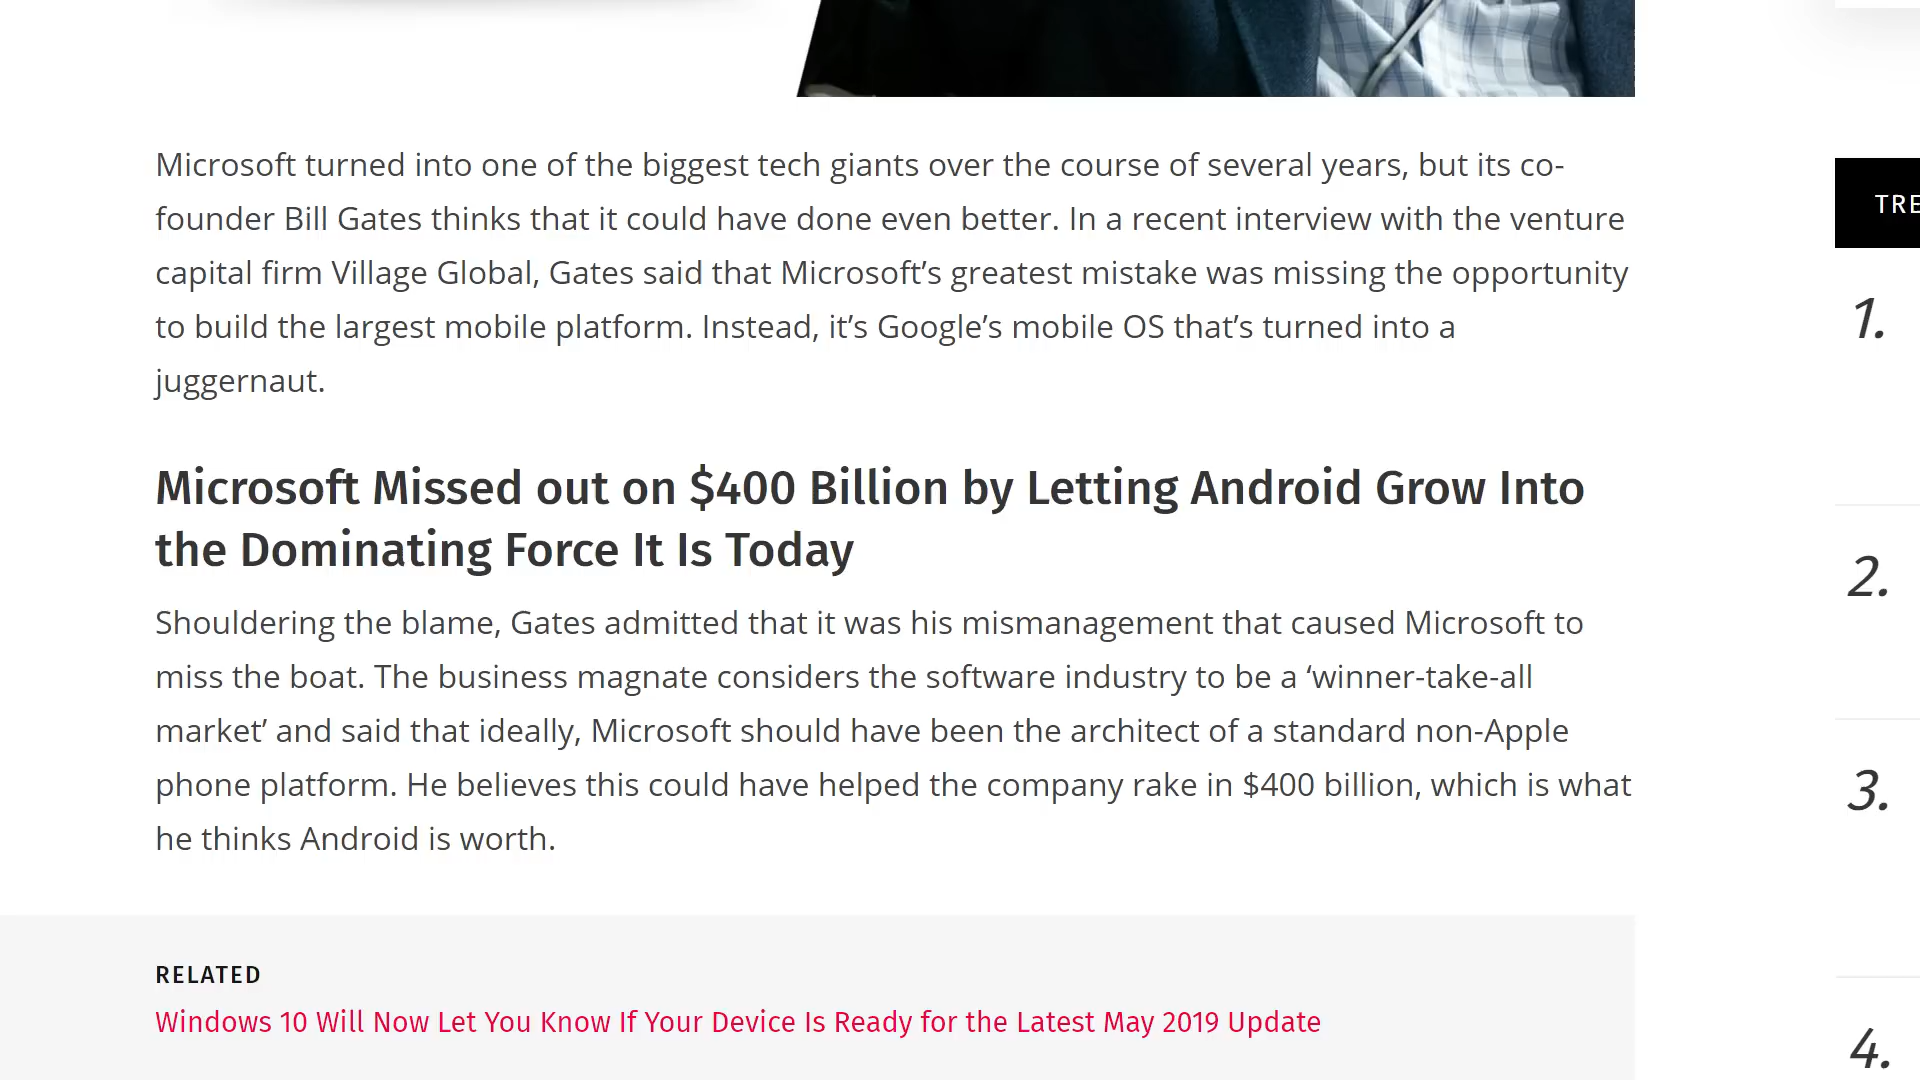 Microsoft turned into one of the biggest tech giants over the course of several years, but its co-
founder Bill Gates thinks that it could have done even better. In a recent interview with the venture
capital firm Village Global, Gates said that Microsoft’s greatest mistake was missing the opportunity
to build the largest mobile platform. Instead, it’s Google’s mobile OS that’s turned into a
juggernaut.
Microsoft Missed out on $400 Billion by Letting Android Grow Into
the Dominating Force It Is Today
Shouldering the blame, Gates admitted that it was his mismanagement that caused Microsoft to
miss the boat. The business magnate considers the software industry to be a ‘winner-take-all
market’ and said that ideally, Microsoft should have been the architect of a standard non-Apple
phone platform. He believes this could have helped the company rake in $400 billion, which is what
he thinks Android is worth.
RELATED
Windows 10 Will Now Let You Know If Your Device Is Ready for the Latest May 2019 Update
TRE
1.
2.
3.
4.